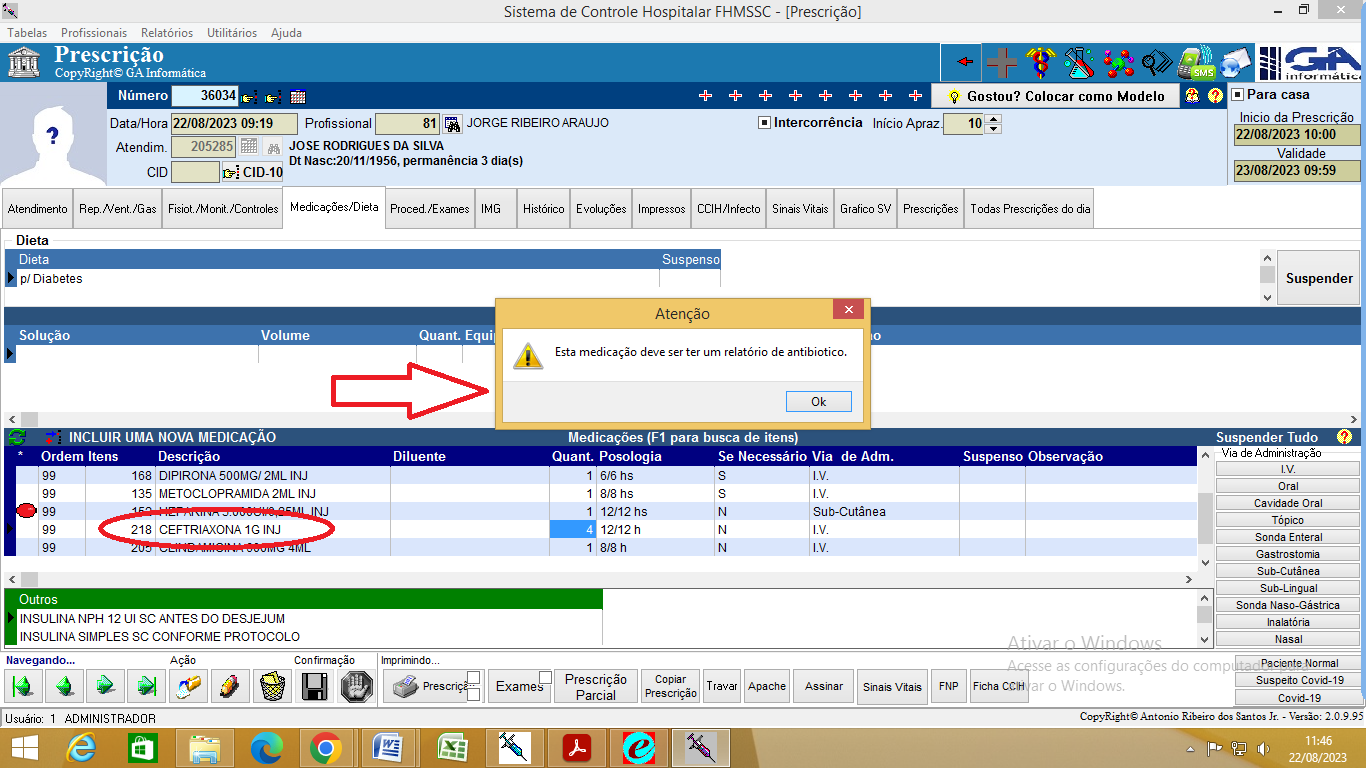 Sistema de Controle Hospitalar FHMSSC - [Prescrição]
Tabelas Profissionais Relatórios Utilitários Ajuda
Prescrição
CopyRight© GA Informática
SMS
GA
informática
Número 36034
Gostou? Colocar como Modelo
Para casa
Data/Hora 22/08/2023 09:19 Profissional 81 JORGE RIBEIRO ARAUJO
Intercorrência Início Apraz. 10
Inicio da Prescrição
22/08/2023 10:00
Validade
23/08/2023 09:59
Atendim. 205285 JOSE RODRIGUES DA SILVA
Dt Nasc:20/11/1956, permanência 3 dia(s)
CID CID-10
Atendimento Rep./Vent./Gas Fisiot./Monit./Controles Medicações/Dieta Proced./Exames IMG Histórico Evoluções Impressos CCIH/Infecto Sinais Vitais Grafico SV Prescrições Todas Prescrições do dia
Dieta
Dieta Suspenso
p/ Diabetes
Suspender
Solução Volume Quant. Equip
Atenção
Esta medicação deve ser ter um relatório de antibiotico.
Ok
INCLUIR UMA NOVA MEDICAÇÃO Medicações (F1 para busca de itens) Suspender Tudo
* Ordem Itens Descrição Diluente Quant. Posologia Se Necessário Via de Adm. Suspenso Observação
99 168 DIPIRONA 500MG/ 2ML INJ 1 6/6 hs S I.V.
99 135 METOCLOPRAMIDA 2ML INJ 1 8/8 hs S I.V.
99 152 HEPARINA 5.000UI/0,25ML INJ 1 12/12 hs N Sub-Cutânea
99 218 CEFTRIAXONA 1G INJ 4 12/12 h N I.V.
99 205 CLINDAMICINA 600MG 4ML 1 8/8 h N I.V.
Via de Administração
I.V.
Oral
Cavidade Oral
Tópico
Sonda Enteral
Gastrostomia
Sub-Cutânea
Sub-Lingual
Sonda Naso-Gástrica
Inalatória
Nasal
Outros
INSULINA NPH 12 UI SC ANTES DO DESJEJUM
INSULINA SIMPLES SC CONFORME PROTOCOLO
Ativar o Windows
Acesse as configurações do computador para
ativar o Windows.
Navegando... Ação Confirmação Imprimindo...
Prescriçã Exames Prescrição Parcial Copiar Prescrição Travar Apache Assinar Sinais Vitais FNP Ficha CCIH
Paciente Normal
Suspeito Covid-19
Covid-19
Usuário: 1 ADMINISTRADOR
CopyRight© Antonio Ribeiro dos Santos Jr. - Versão: 2.0.9.95
11:46
22/08/2023